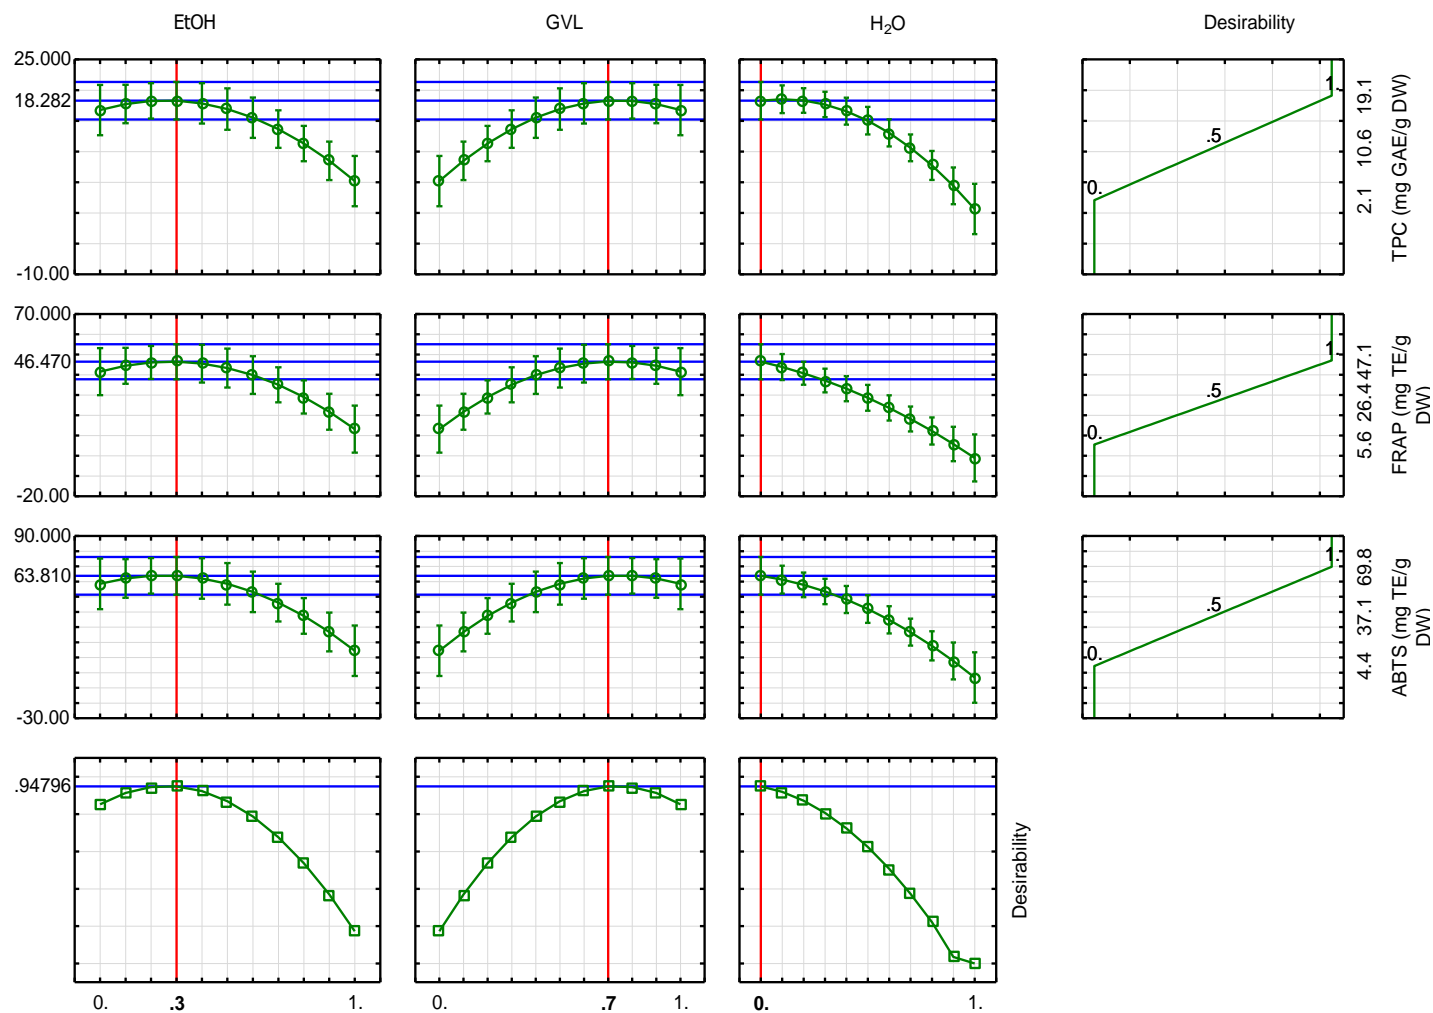 EtOH GVL H₂O Desirability
25.000
18.282
-10.00
1.
.5
0.
2.1 10.6 19.1
TPC (mg GAE/g DW)
70.000
46.470
-20.00
1.
.5
0.
5.6 26.4 47.1
FRAP (mg TE/g
DW)
90.000
63.810
-30.00
1.
.5
0.
4.4 37.1 69.8
ABTS (mg TE/g
DW)
.94796
Desirability
0. .3 1. 0. .7 1. 0. 1.